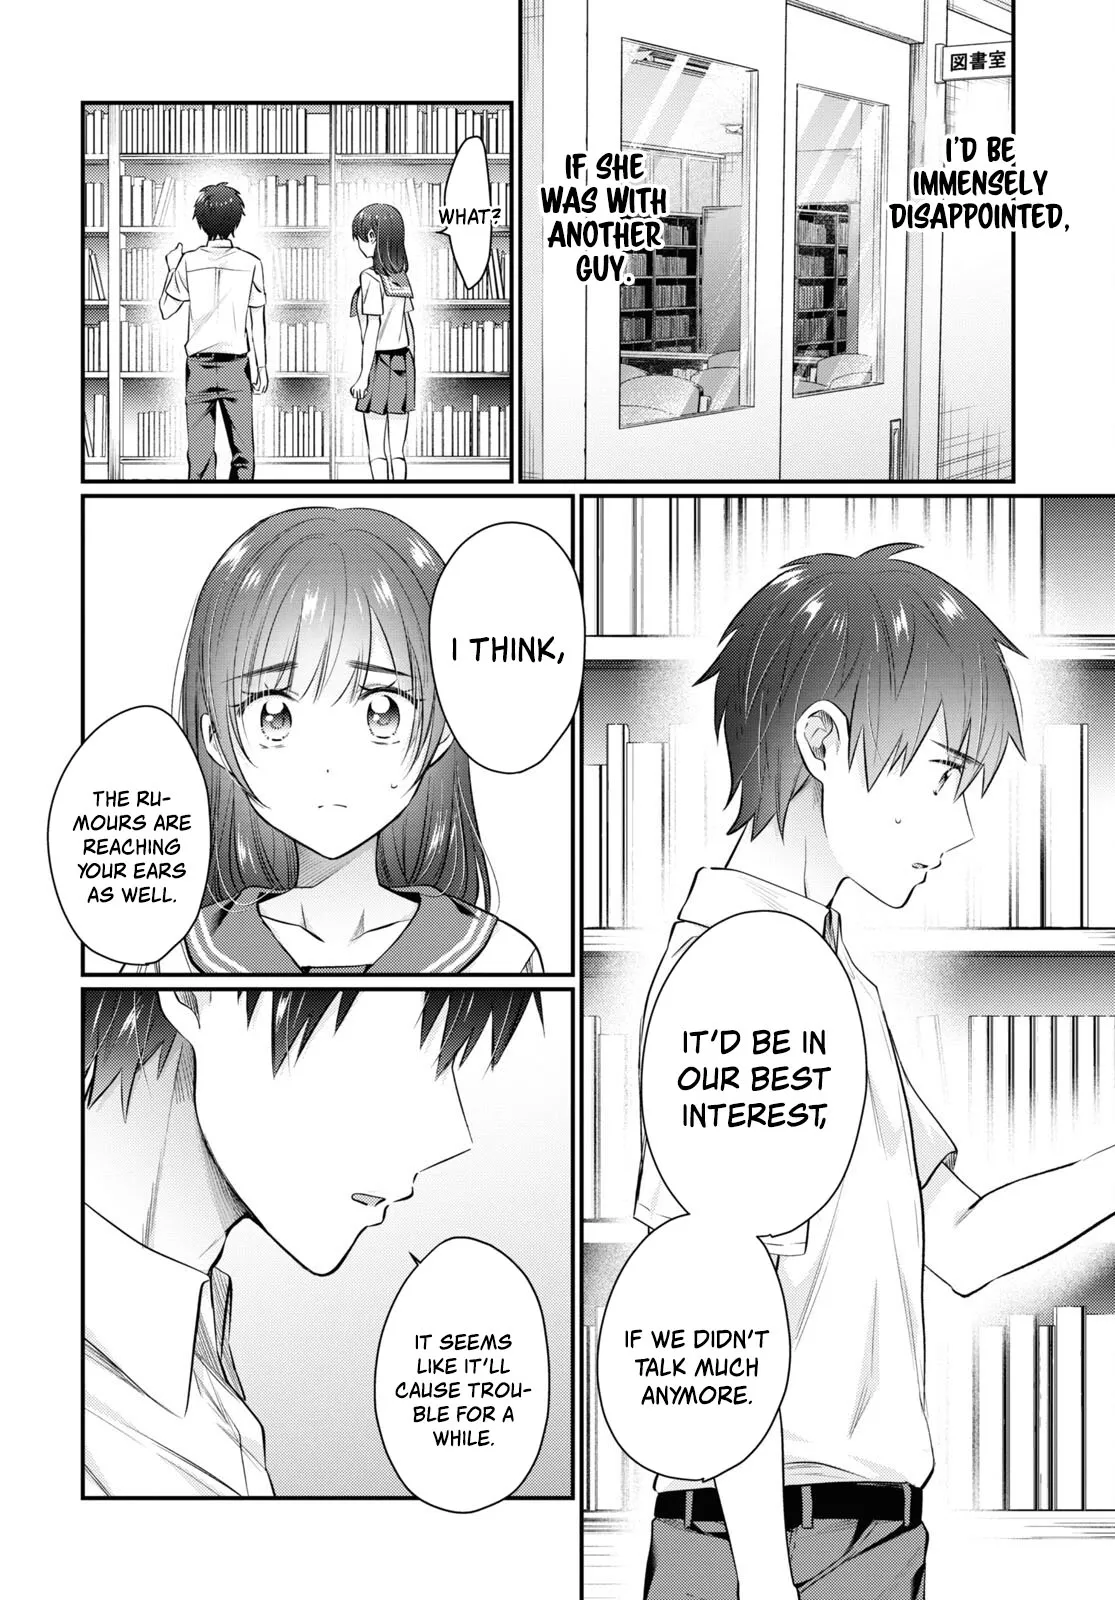 図書室
I'D BE
IMMENSELY
DISAPPOINTED,
IF SHE
WAS WITH
ANOTHER
GUY.
WHAT?
IT'D BE IN
OUR BEST
INTEREST,
IF WE DIDN'T
TALK MUCH
ANYMORE.
I THINK,
THE RU-
MOURS ARE
REACHING
YOUR EARS
AS WELL.
IT SEEMS
LIKE IT'LL
CAUSE TROU-
BLE FOR A
WHILE.